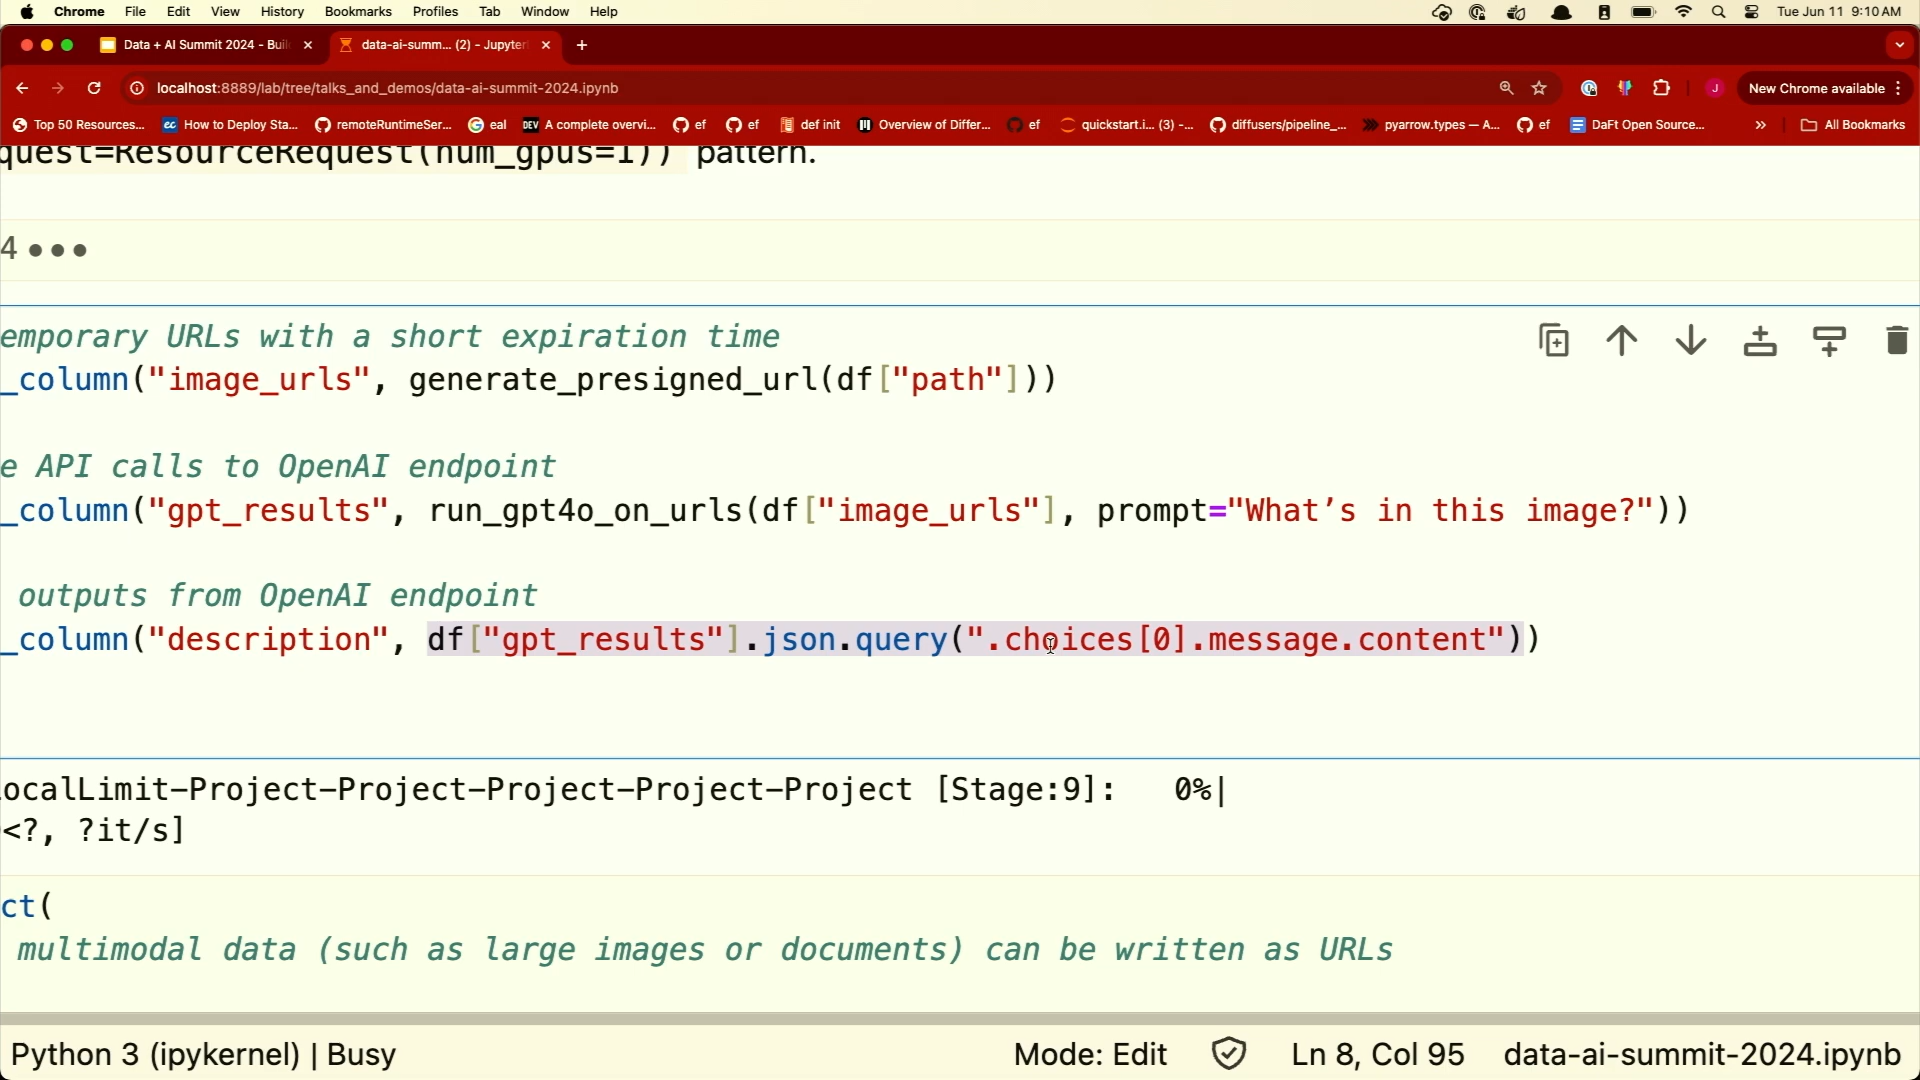 Chrome File Edit View History Bookmarks Profiles Tab Window Help Tue Jun 11 9:10 AM
Data + AI Summit 2024 - Buil data-ai-summ... (2) - Jupyter
localhost:8889/lab/tree/talks_and_demos/data-ai-summit-2024.ipynb J New Chrome available
Top 50 Resources... ec How to Deploy Sta... remoteRuntimeSer... eal DEV A complete overvi... ef ef def init Overview of Differ... ef quickstart.i... (3) -... diffusers/pipeline_... pyarrow.types — A... ef DaFt Open Source... » All Bookmarks
quest=ResourceRequest(num_gpus=1)) pattern.
4 •••
emporary URLs with a short expiration time
_column("image_urls", generate_presigned_url(df["path"]))
e API calls to OpenAI endpoint
_column("gpt_results", run_gpt4o_on_urls(df["image_urls"], prompt="What’s in this image?"))
outputs from OpenAI endpoint
_column("description", df["gpt_results"].json.query(".choices[0].message.content"))
ocalLimit-Project-Project-Project-Project-Project [Stage:9]: 0%|
<?, ?it/s]
ct(
multimodal data (such as large images or documents) can be written as URLs
Python 3 (ipykernel) | Busy Mode: Edit Ln 8, Col 95 data-ai-summit-2024.ipynb